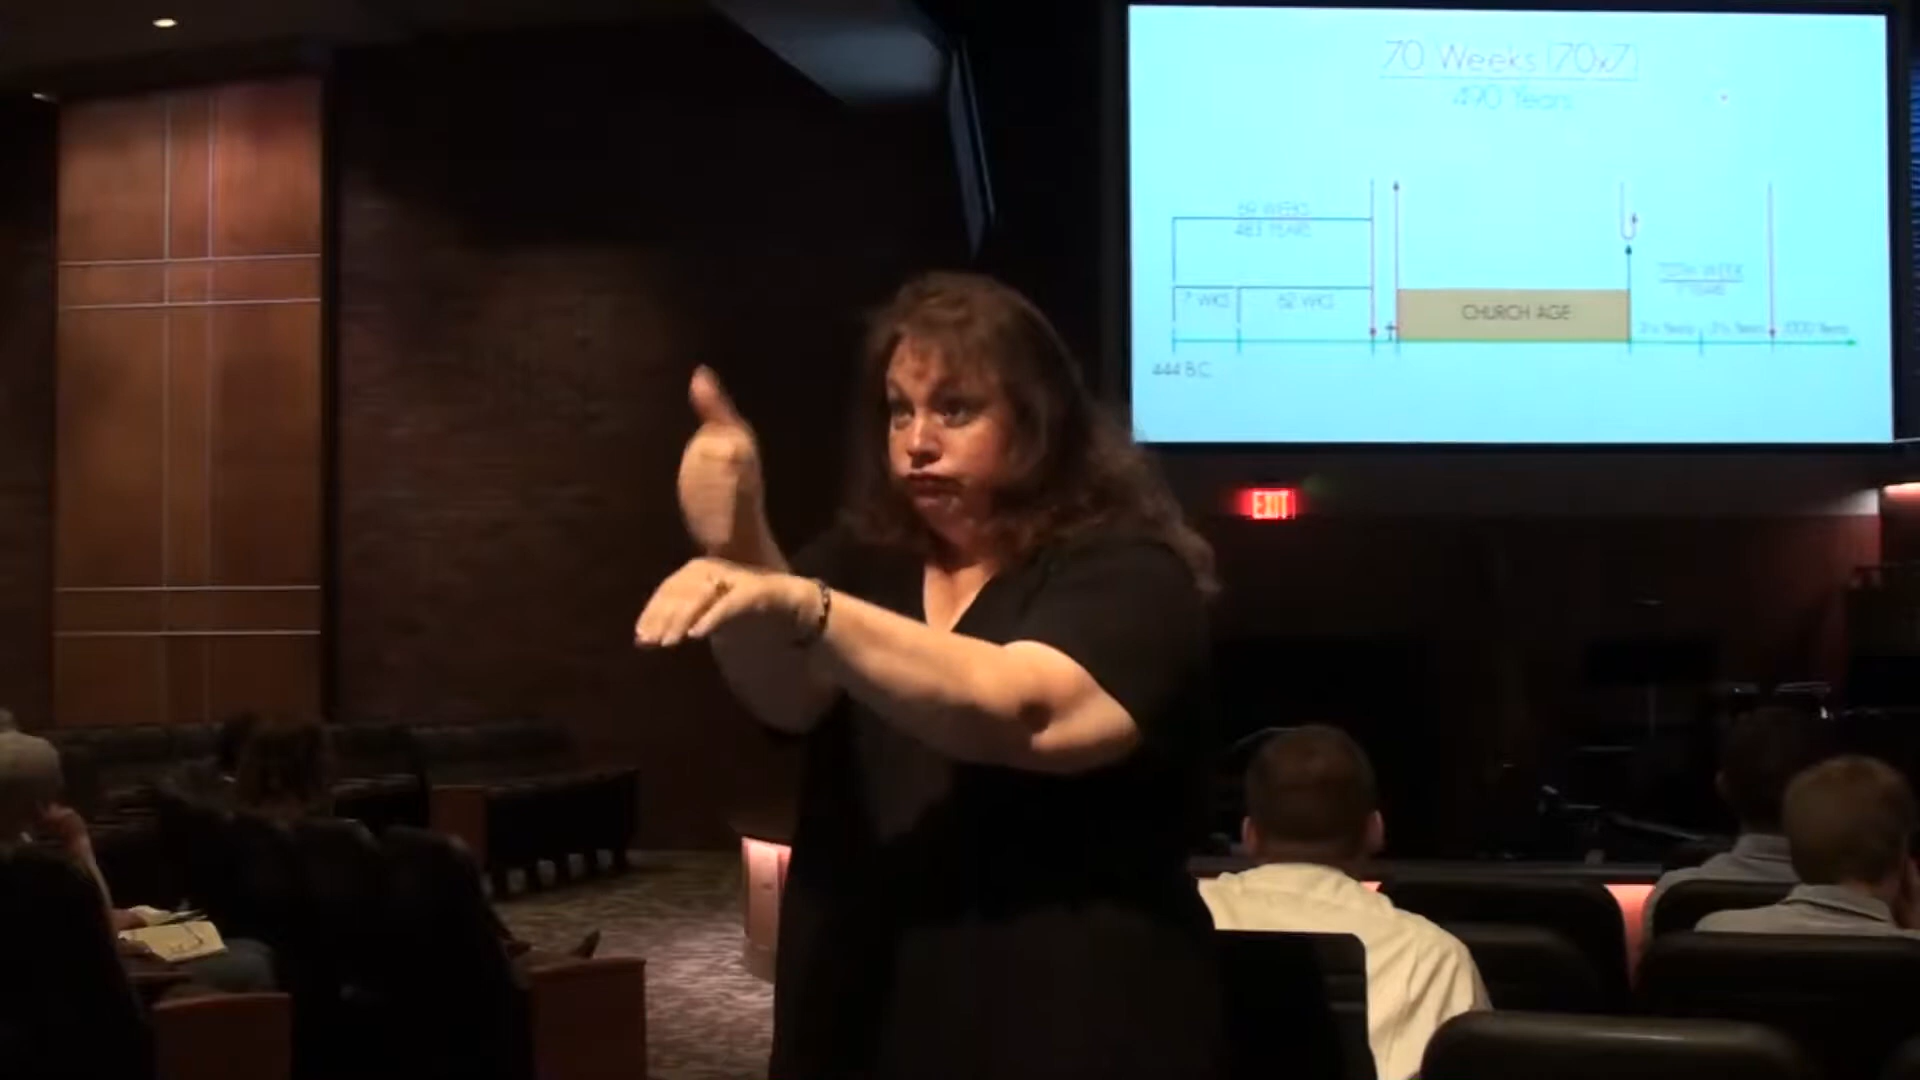 70 Weeks (70x7)
490 Years
69 WEEKS
483 YEARS
7 WKS
62 WKS
CHURCH AGE
70TH WEEK
7 YEARS
3½ Years
3½ Years
1000 Years
444 B.C.
EXIT